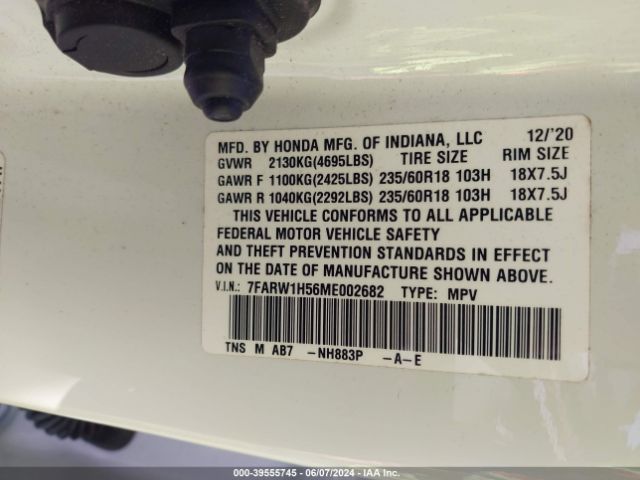 MFD. BY HONDA MFG. OF INDIANA, LLC 12/'20
GVWR 2130KG(4695LBS) TIRE SIZE RIM SIZE
GAWR F 1100KG(2425LBS) 235/60R18 103H 18X7.5J
GAWR R 1040KG(2292LBS) 235/60R18 103H 18X7.5J
THIS VEHICLE CONFORMS TO ALL APPLICABLE
FEDERAL MOTOR VEHICLE SAFETY
AND THEFT PREVENTION STANDARDS IN EFFECT
ON THE DATE OF MANUFACTURE SHOWN ABOVE.
V.I.N.: 7FARW1H56ME002682 TYPE: MPV
TNS M AB7 -NH883P -A-E
000-39555745 - 06/07/2024 - IAAI.COM